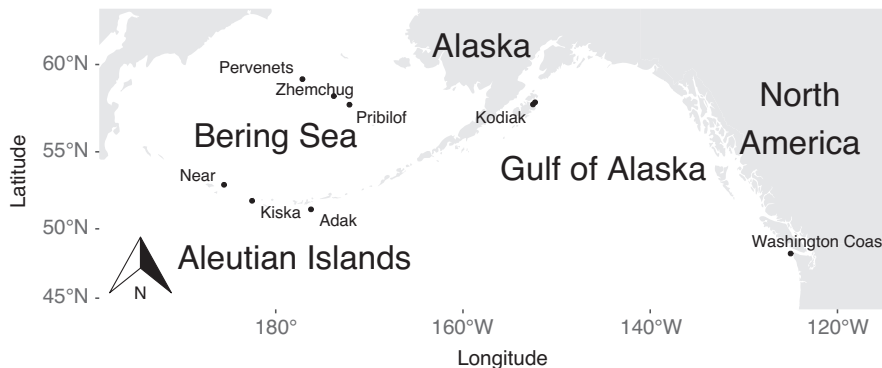 60°N
55°N
50°N
45°N
Latitude
Alaska
Pervenets
Zhemchug
Pribilof
Kodiak
North
America
Bering Sea
Gulf of Alaska
Near
Kiska
Adak
Washington Coas
Aleutian Islands
N
180°
160°W
140°W
120°W
Longitude